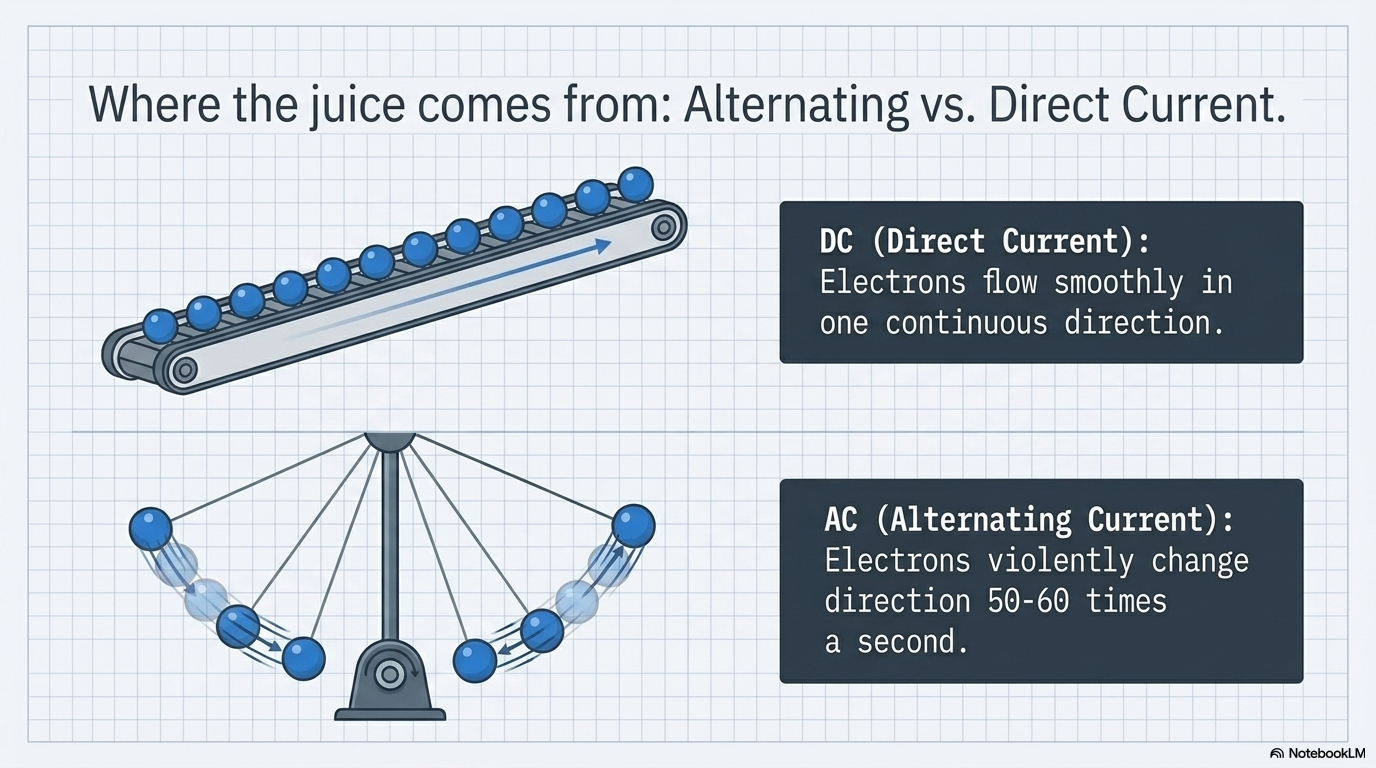 Where the juice comes from: Alternating vs. Direct Current.
DC (Direct Current):
Electrons flow smoothly in
one continuous direction.
AC (Alternating Current):
Electrons violently change
direction 50-60 times
a second.
NotebookLM